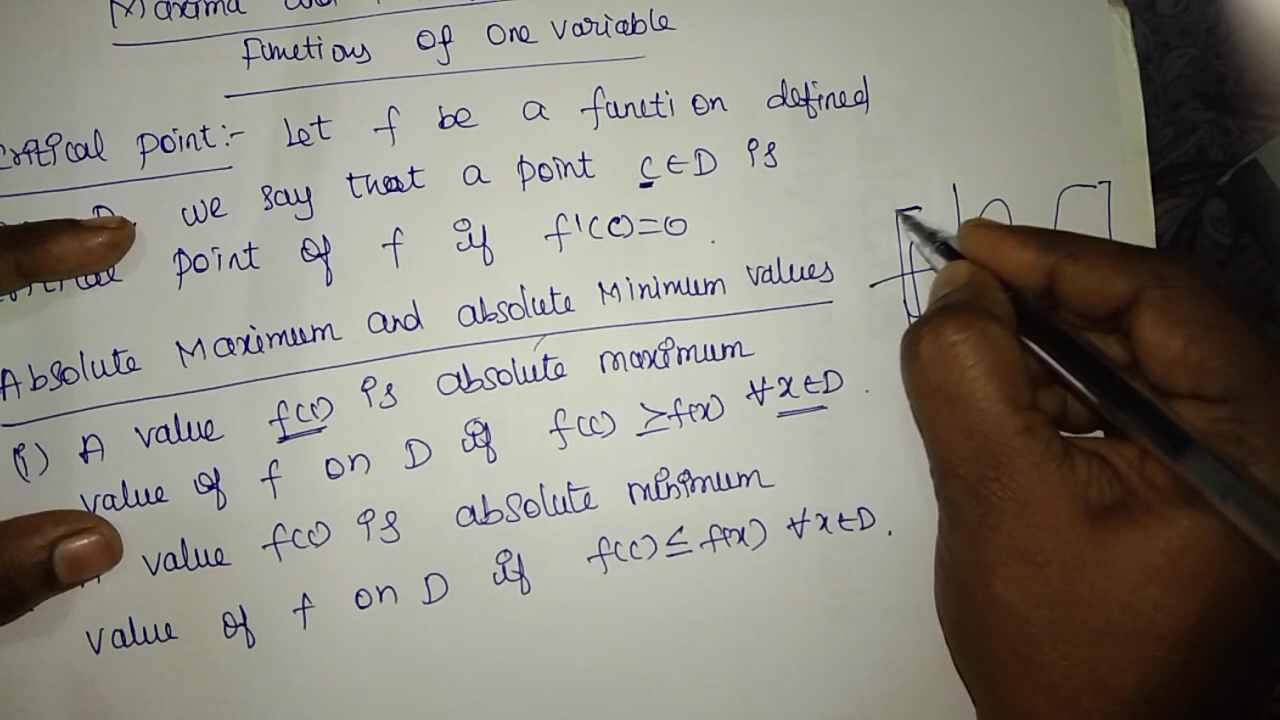 Maxima
Functions of one variable
Critical point:- Let f be a function defined
D. we say that a point c∈D is
point of f if f'(c)=0.
Absolute Maximum and absolute Minimum values
(i) A value f(c) is absolute maximum
value of f on D if f(c) ≥ f(x) ∀ x∈D.
value f(c) is absolute minimum
value of f on D if f(c) ≤ f(x) ∀ x∈D.